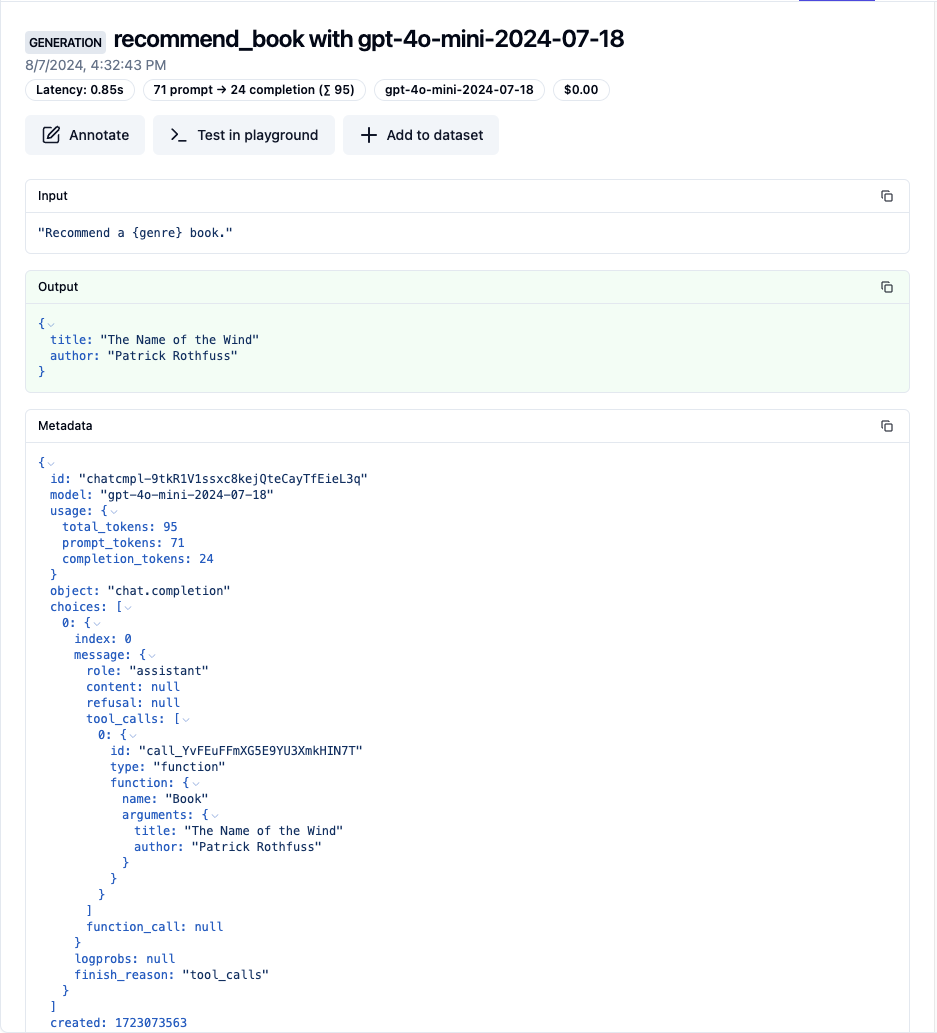 GENERATION recommend_book with gpt-4o-mini-2024-07-18
8/7/2024, 4:32:43 PM
Latency: 0.85s 71 prompt → 24 completion (∑ 95) gpt-4o-mini-2024-07-18 $0.00
Annotate Test in playground Add to dataset
Input
"Recommend a {genre} book."
Output
{
title: "The Name of the Wind"
author: "Patrick Rothfuss"
}
Metadata
{
id: "chatcmpl-9tkR1V1ssxc8kejQteCayTfEieL3q"
model: "gpt-4o-mini-2024-07-18"
usage: {
total_tokens: 95
prompt_tokens: 71
completion_tokens: 24
}
object: "chat.completion"
choices: [
0: {
index: 0
message: {
role: "assistant"
content: null
refusal: null
tool_calls: [
0: {
id: "call_YvFEuFFmXG5E9YU3XmkHIN7T"
type: "function"
function: {
name: "Book"
arguments: {
title: "The Name of the Wind"
author: "Patrick Rothfuss"
}
}
}
]
function_call: null
}
logprobs: null
finish_reason: "tool_calls"
}
]
created: 1723073563